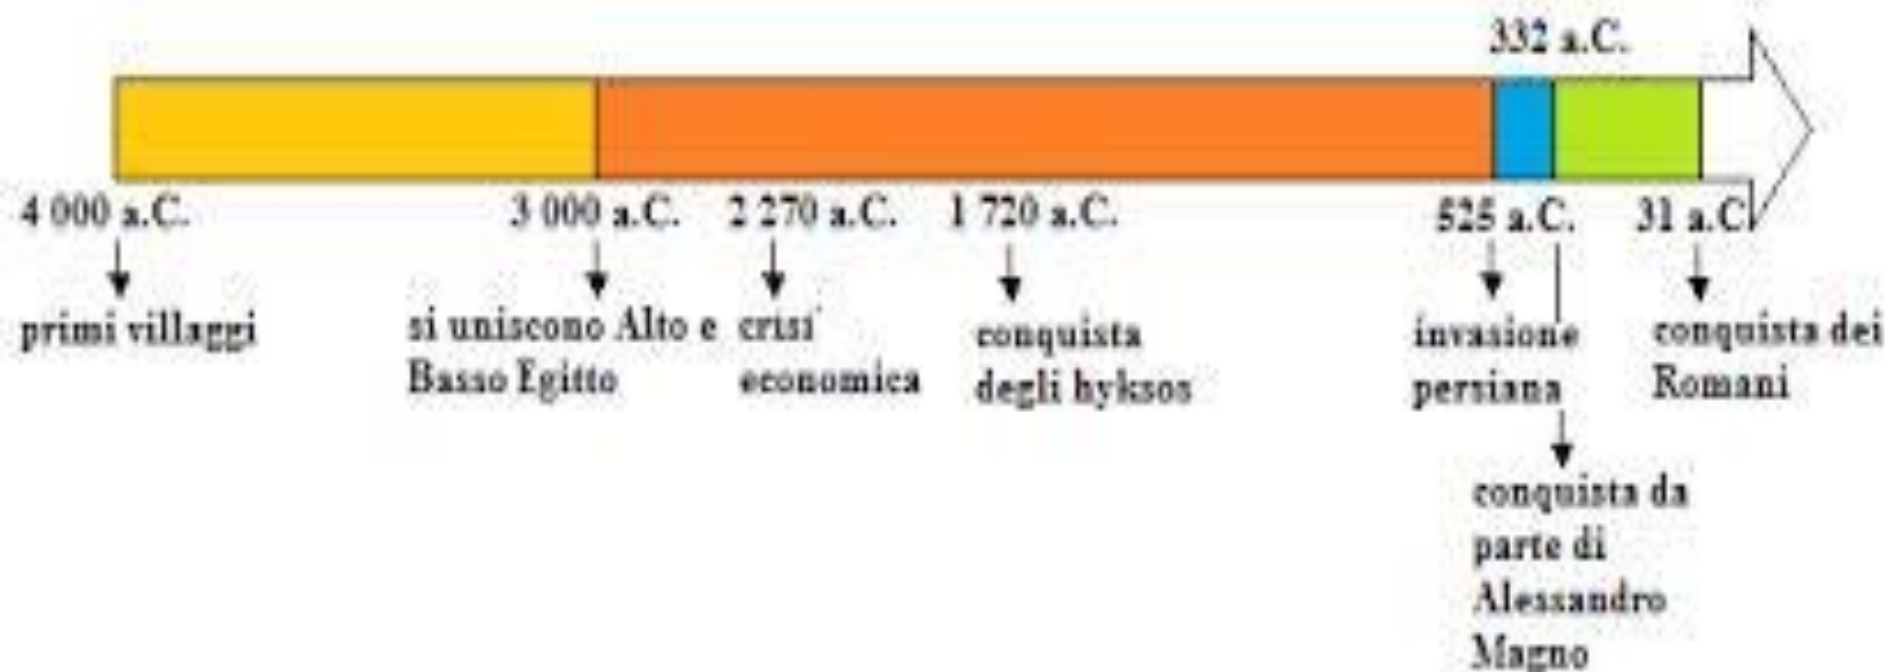 332 a.C.
4 000 a.C. 3 000 a.C. 2 270 a.C. 1 720 a.C. 525 a.C. 31 a.C.
primi villaggi
si uniscono Alto e
Basso Egitto
crisi
economica
conquista
degli hyksos
invasione
persiana
conquista da
parte di
Alessandro
Magno
conquista dei
Romani